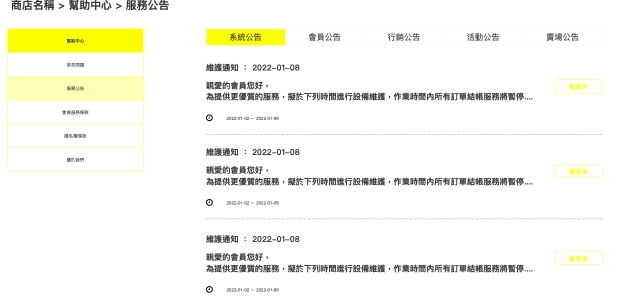 商店名稱 > 幫助中心 > 服務公告
幫助中心
常見問題
服務公告
會員服務條款
隱私權條款
關於我們
系統公告 會員公告 行銷公告 活動公告 賣場公告
維護通知 : 2022-01-08
親愛的會員您好,
為提供更優質的服務,擬於下列時間進行設備維護,作業時間內所有訂單結帳服務將暫停....
看更多
2022-01-02 ~ 2022-01-09
維護通知 : 2022-01-08
親愛的會員您好,
為提供更優質的服務,擬於下列時間進行設備維護,作業時間內所有訂單結帳服務將暫停....
看更多
2022-01-02 ~ 2022-01-09
維護通知 : 2022-01-08
親愛的會員您好,
為提供更優質的服務,擬於下列時間進行設備維護,作業時間內所有訂單結帳服務將暫停....
看更多
2022-01-02 ~ 2022-01-09